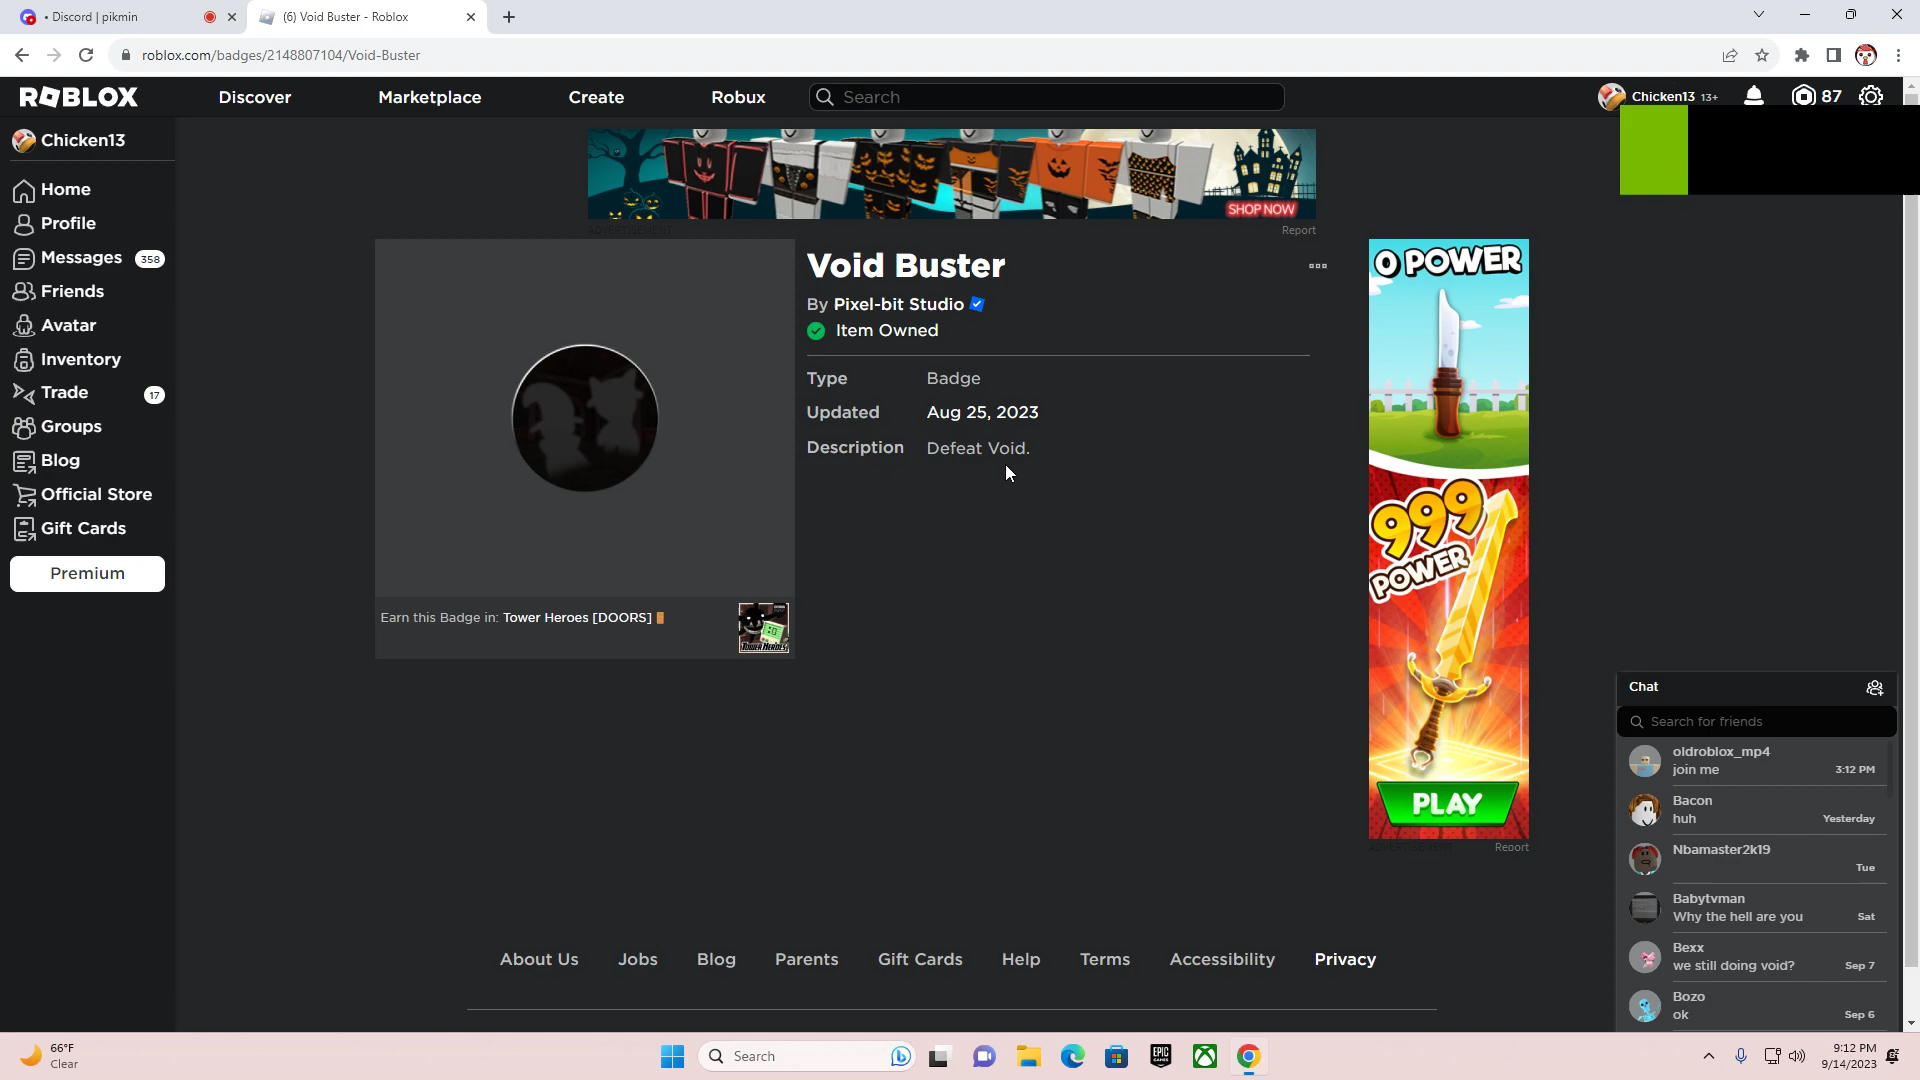 Discord | pikmin
(6) Void Buster - Roblox
roblox.com/badges/2148807104/Void-Buster
ROBLOX
Discover
Marketplace
Create
Robux
Search
Chicken13 13+
87
Chicken13
Home
Profile
Messages 358
Friends
Avatar
Inventory
Trade 17
Groups
Blog
Official Store
Gift Cards
Premium
SHOP NOW
ADVERTISEMENT
Report
Void Buster
By Pixel-bit Studio
Item Owned
Type Badge
Updated Aug 25, 2023
Description Defeat Void.
Earn this Badge in: Tower Heroes [DOORS]
TOWER HEROES
0 POWER
999
POWER
PLAY
ADVERTISEMENT
Report
Chat
Search for friends
oldroblox_mp4
join me 3:12 PM
Bacon
huh Yesterday
Nbamaster2k19
Tue
Babytvman
Why the hell are you Sat
Bexx
we still doing void? Sep 7
Bozo
ok Sep 6
About Us
Jobs
Blog
Parents
Gift Cards
Help
Terms
Accessibility
Privacy
66°F
Clear
Search
EPIC
GAMES
9:12 PM
9/14/2023